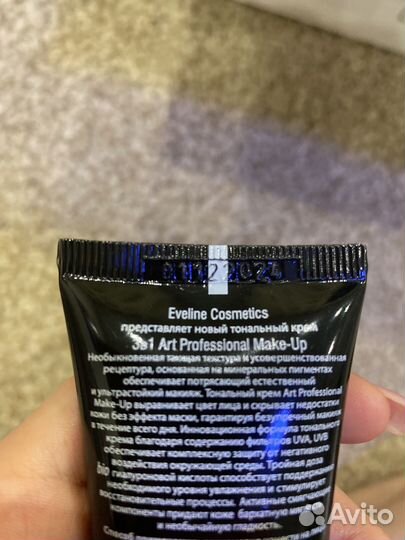 Eveline Cosmetics
представляет новый тональный крем
3в1 Art Professional Make-Up
Необыкновенная тающая текстура и усовершенствованная
рецептура, основанная на минеральных пигментах
обеспечивает потрясающий естественный
и ультрастойкий макияж. Тональный крем Art Professional
Make-Up выравнивает цвет лица и скрывает недостатки
кожи без эффекта маски, гарантируя безупречный макияж
в течение всего дня. Инновационная формула тонального
крема благодаря содержанию фильтров UVA, UVB
обеспечивает комплексную защиту от негативного
воздействия окружающей среды. Тройная доза
bio гиалуроновой кислоты способствует поддержанию
необходимого уровня увлажнения и стимулирует
восстановительные процессы. Активные смягчающие
компоненты придают коже бархатную мягкость
и необычайную гладкость.
Способ
Avito